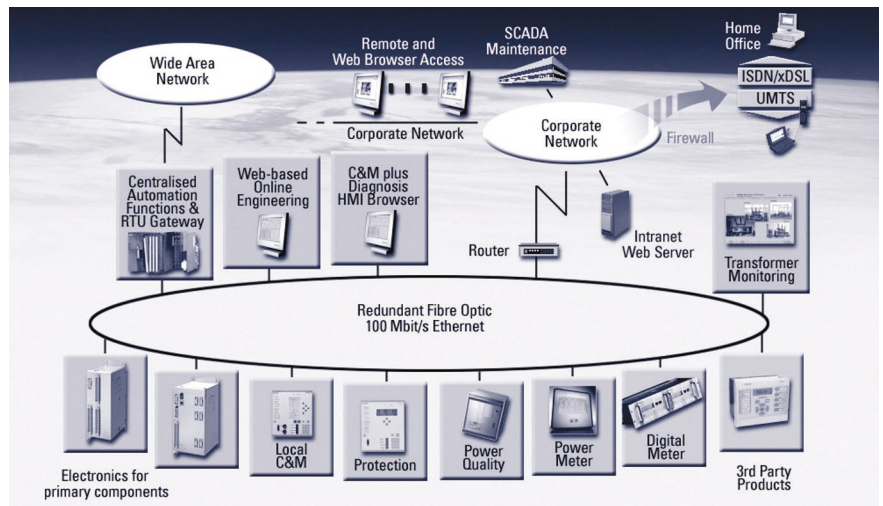 Wide Area
Network
Remote and
Web Browser Access
Corporate Network
SCADA
Maintenance
Corporate
Network
Home
Office
ISDN/xDSL
UMTS
Firewall
Centralised
Automation
Functions &
RTU Gateway
Web-based
Online
Engineering
C&M plus
Diagnosis
HMI Browser
Router
Intranet
Web Server
Transformer
Monitoring
Redundant Fibre Optic
100 Mbit/s Ethernet
Electronics for
primary components
Local
C&M
Protection
Power
Quality
Power
Meter
Digital
Meter
3rd Party
Products